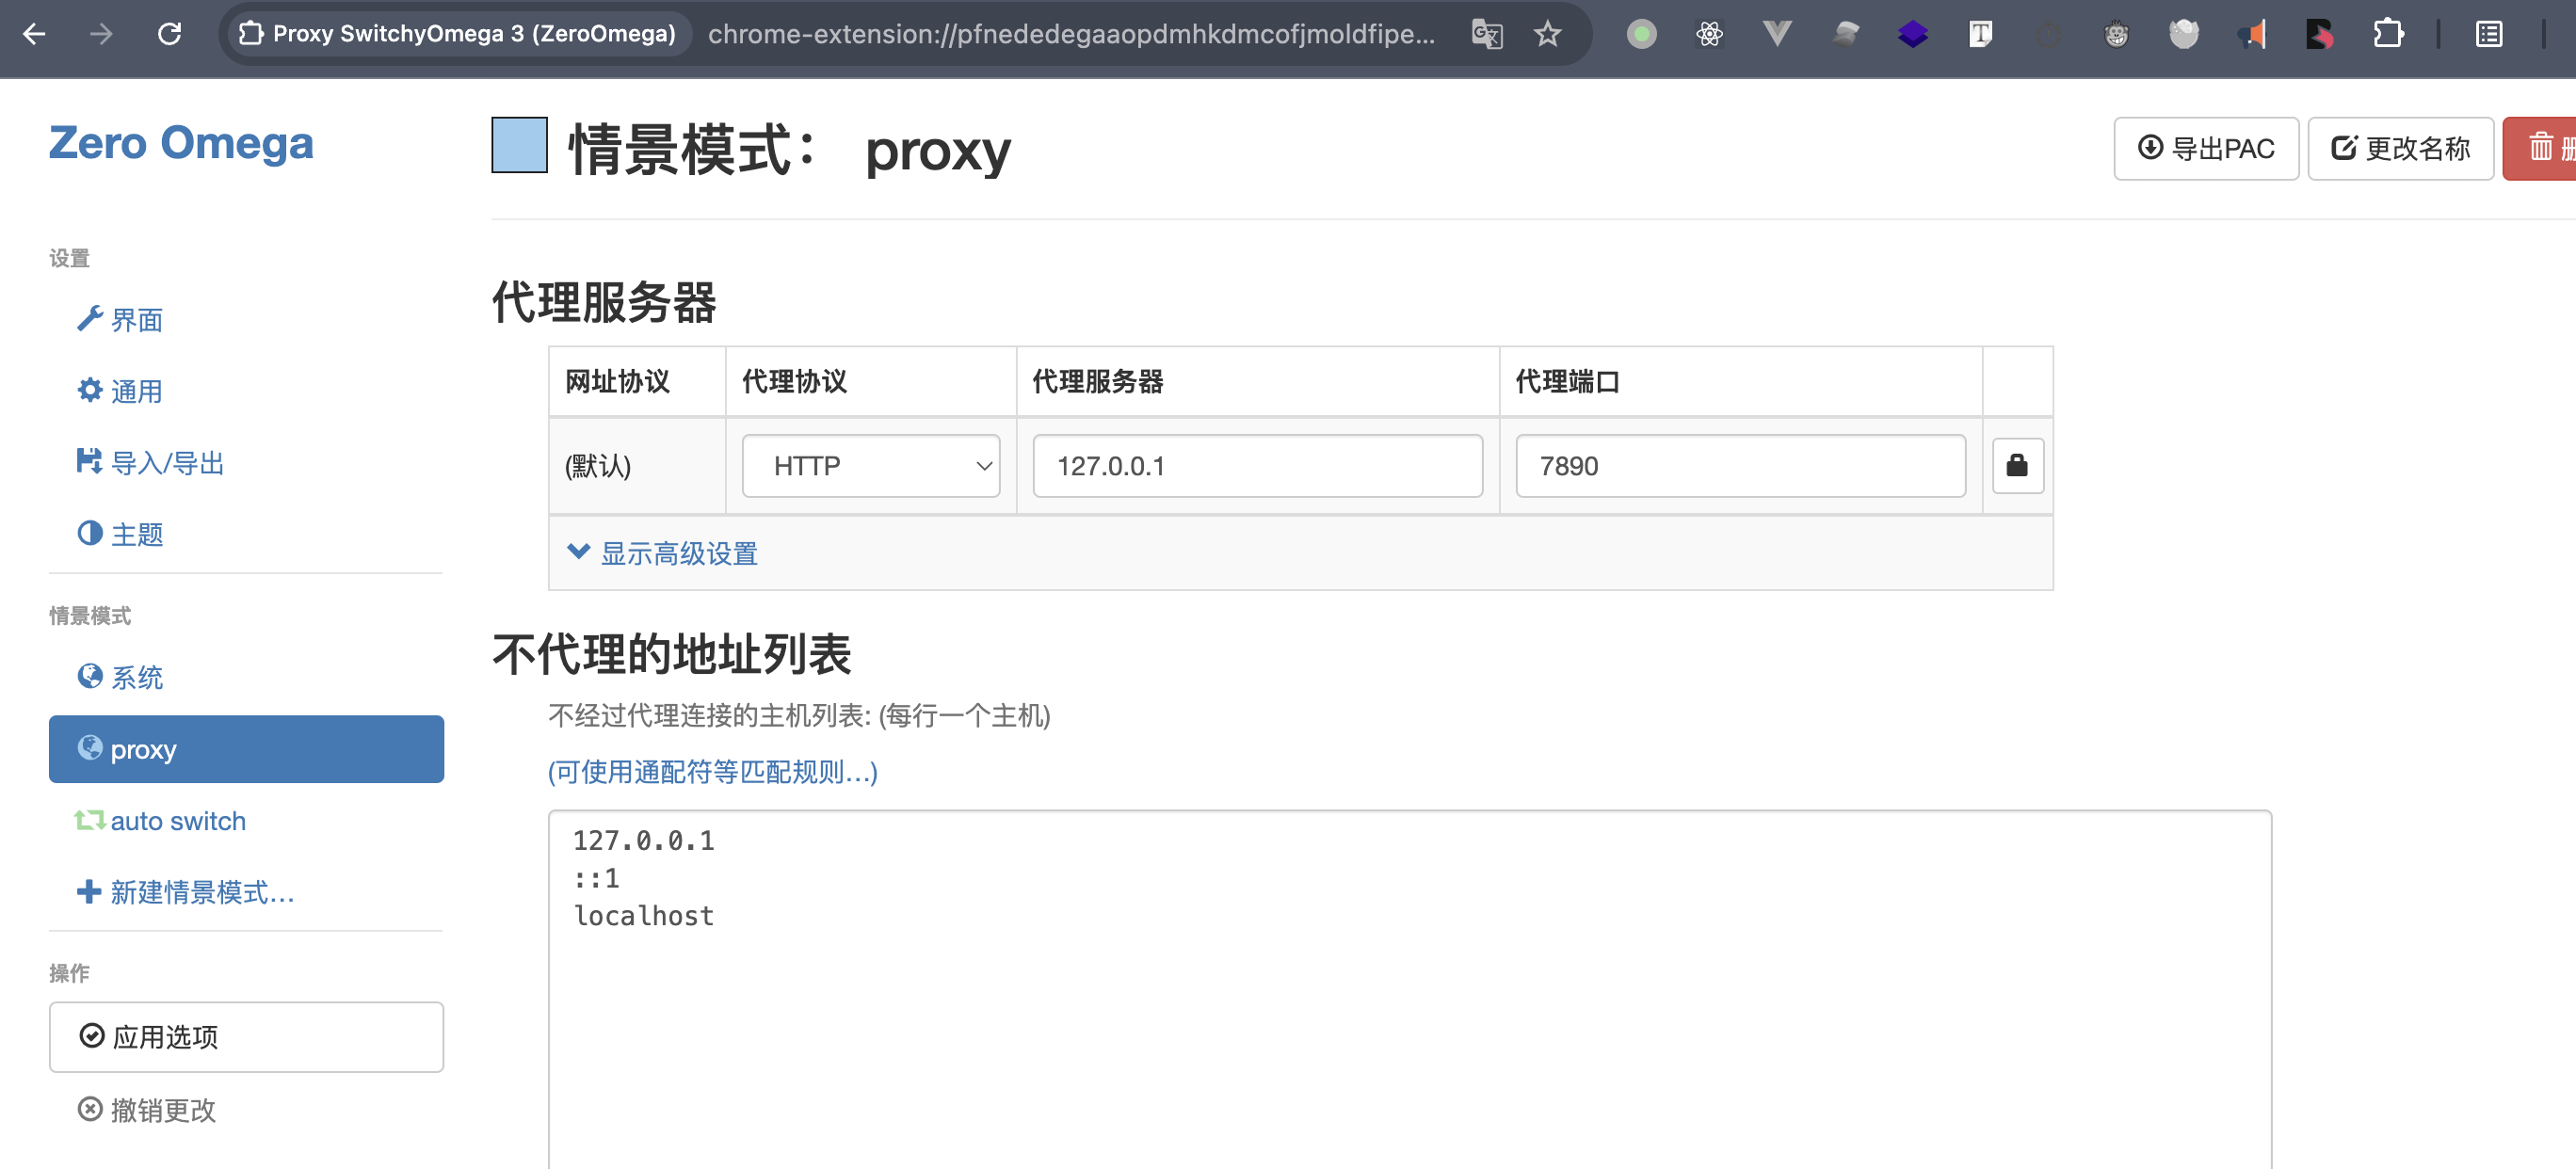 Proxy SwitchyOmega 3 (ZeroOmega)
chrome-extension://pfnededegaaopdmhkdmcofjmoldfipe...
Zero Omega
设置
界面
通用
导入/导出
主题
情景模式
系统
proxy
auto switch
新建情景模式...
操作
应用选项
撤销更改
情景模式: proxy
导出PAC
更改名称
代理服务器
网址协议 代理协议 代理服务器 代理端口
(默认) HTTP 127.0.0.1 7890
显示高级设置
不代理的地址列表
不经过代理连接的主机列表: (每行一个主机)
(可使用通配符等匹配规则...)
127.0.0.1
::1
localhost